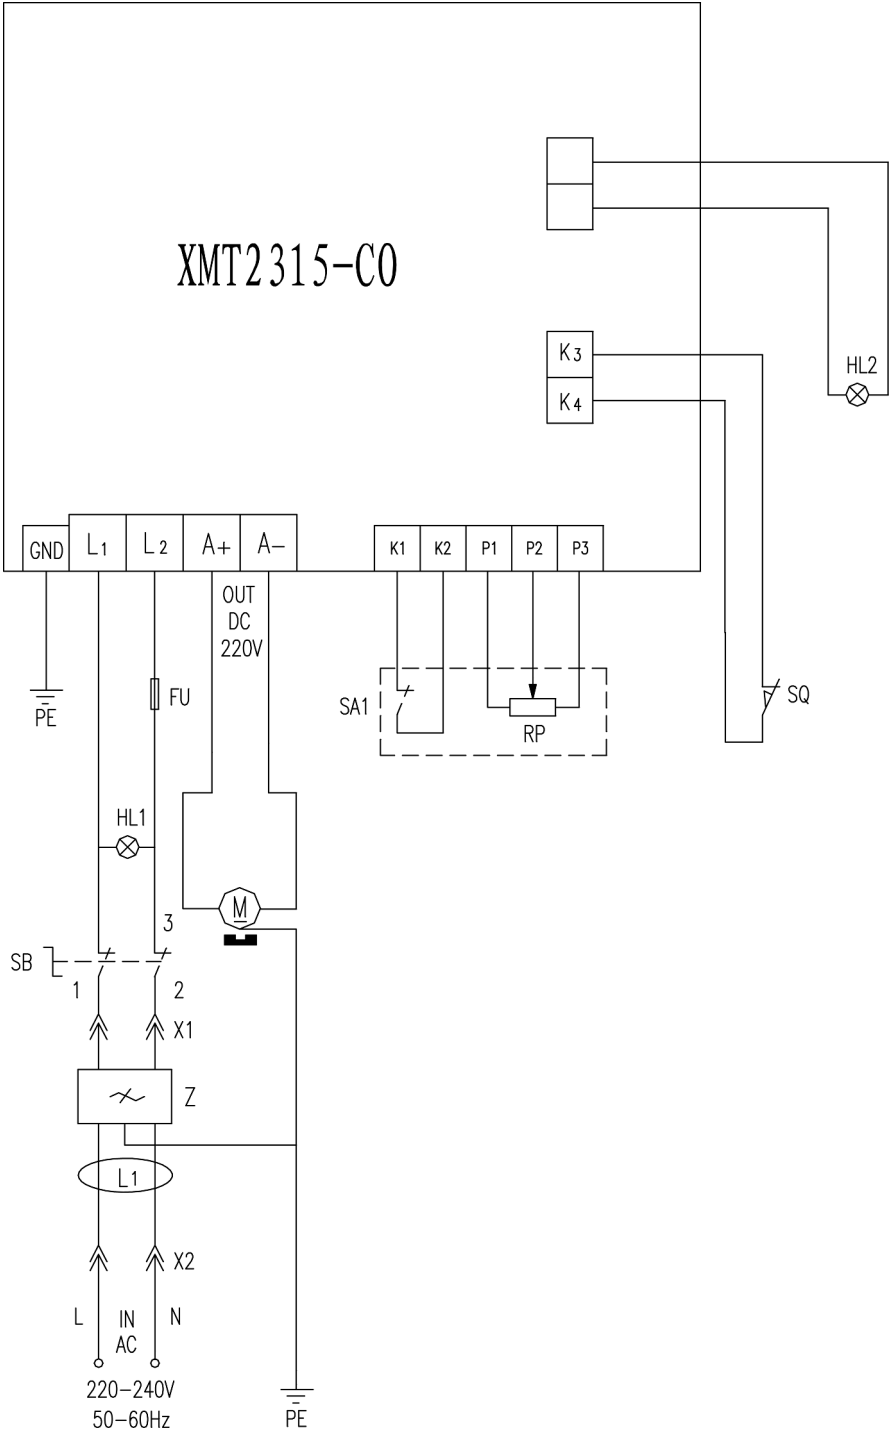 XMT2315-CO
K3
K4
HL2
GND
L1
L2
A+
A-
K1
K2
P1
P2
P3
OUT
DC
220V
PE
FU
SA1
RP
SQ
HL1
M
3
SB
1
2
X1
Z
L1
X2
L
IN
N
AC
220-240V
50-60Hz
PE